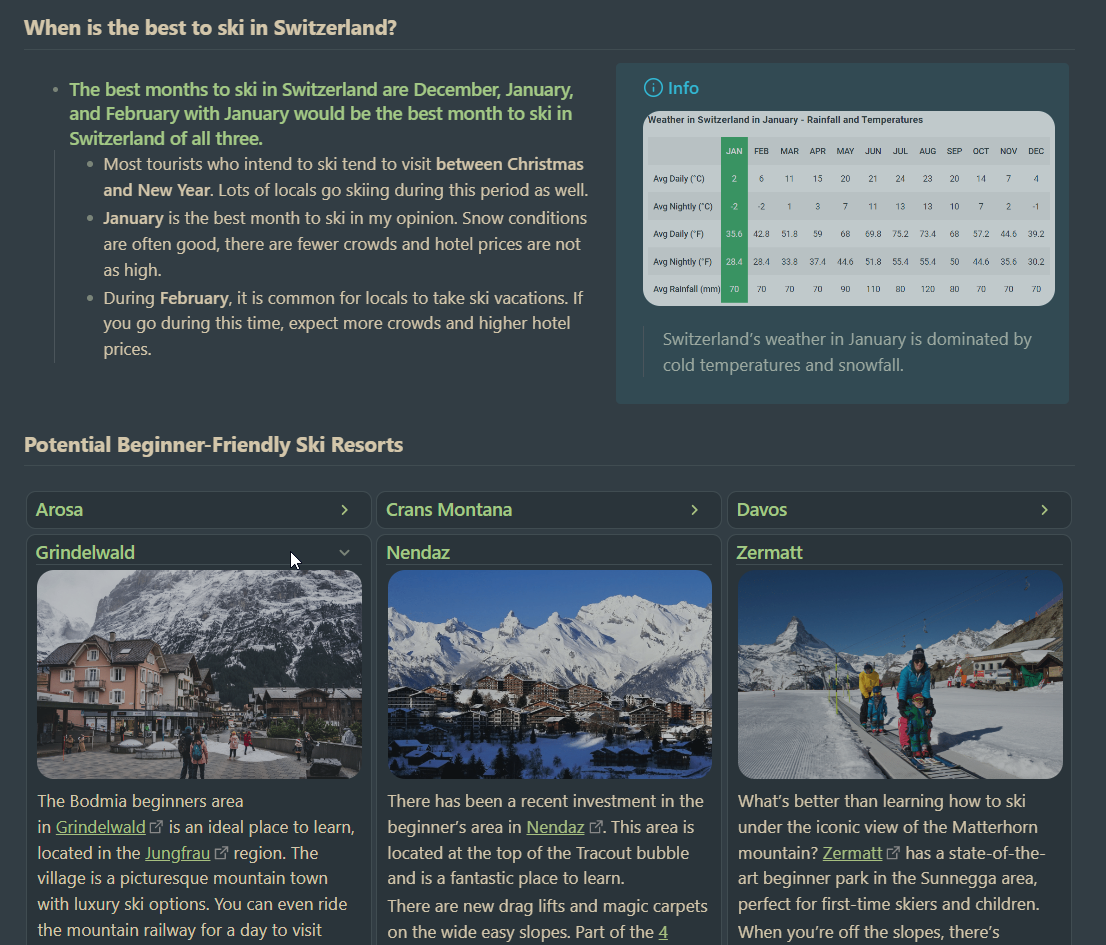 When is the best to ski in Switzerland?
The best months to ski in Switzerland are December, January,
and February with January would be the best month to ski in
Switzerland of all three.
Most tourists who intend to ski tend to visit between Christmas
and New Year. Lots of locals go skiing during this period as well.
January is the best month to ski in my opinion. Snow conditions
are often good, there are fewer crowds and hotel prices are not
as high.
During February, it is common for locals to take ski vacations. If
you go during this time, expect more crowds and higher hotel
prices.
Info
Weather in Switzerland in January - Rainfall and Temperatures
JAN FEB MAR APR MAY JUN JUL AUG SEP OCT NOV DEC
Avg Daily (°C) 2 6 11 15 20 21 24 23 20 14 7 4
Avg Nightly (°C) -2 -2 1 3 7 11 13 13 10 7 2 -1
Avg Daily (°F) 35.6 42.8 51.8 59 68 69.8 75.2 73.4 68 57.2 44.6 39.2
Avg Nightly (°F) 28.4 28.4 33.8 37.4 44.6 51.8 55.4 55.4 50 44.6 35.6 30.2
Avg Rainfall (mm) 70 70 70 70 90 110 80 120 80 70 70 70
Switzerland's weather in January is dominated by
cold temperatures and snowfall.
Potential Beginner-Friendly Ski Resorts
Arosa
Crans Montana
Davos
Grindelwald
The Bodmia beginners area
in Grindelwald is an ideal place to learn,
located in the Jungfrau region. The
village is a picturesque mountain town
with luxury ski options. You can even ride
the mountain railway for a day to visit
Nendaz
There has been a recent investment in the
beginner's area in Nendaz. This area is
located at the top of the Tracout bubble
and is a fantastic place to learn.
There are new drag lifts and magic carpets
on the wide easy slopes. Part of the 4
Zermatt
What's better than learning how to ski
under the iconic view of the Matterhorn
mountain? Zermatt has a state-of-the-
art beginner park in the Sunnegga area,
perfect for first-time skiers and children.
When you're off the slopes, there's